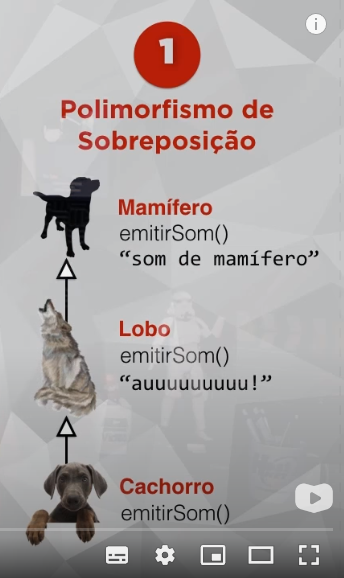 1
Polimorfismo de
Sobreposição
Mamífero
emitirSom()
“som de mamífero”
Lobo
emitirSom()
“auuuuuuuuu!”
Cachorro
emitirSom()